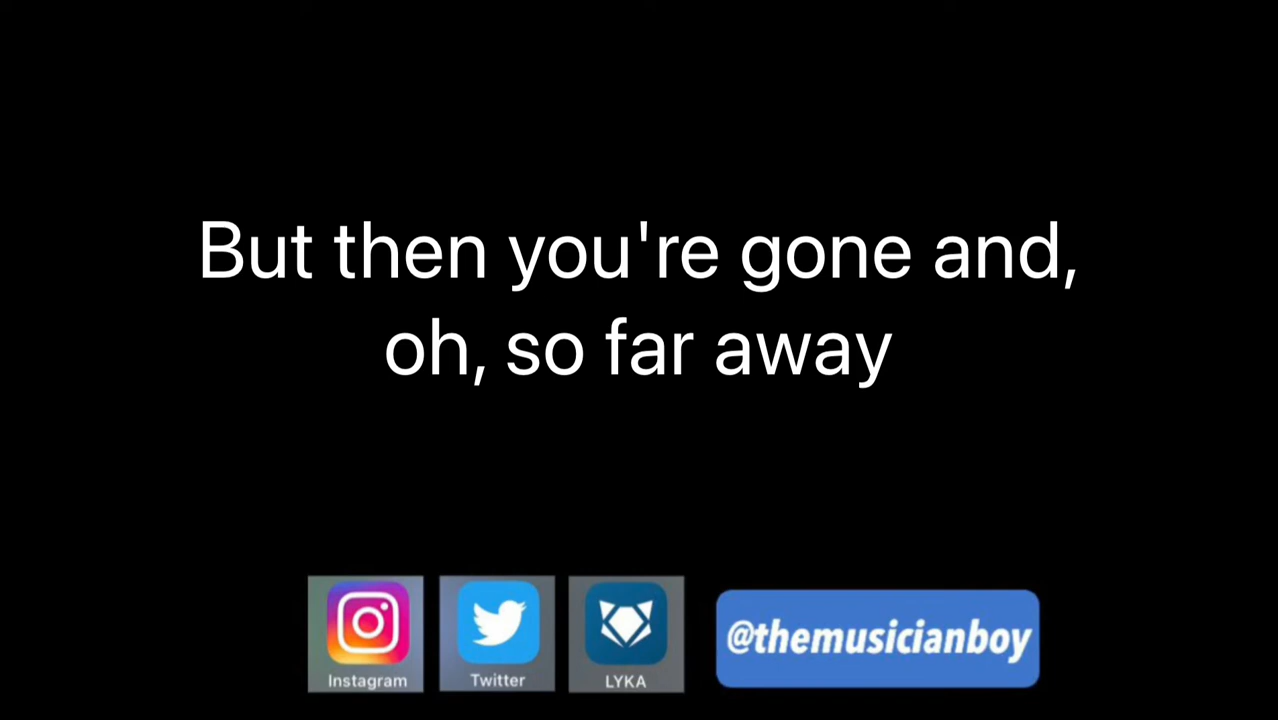 But then you're gone and,
oh, so far away
Instagram
Twitter
LYKA
@themusicianboy